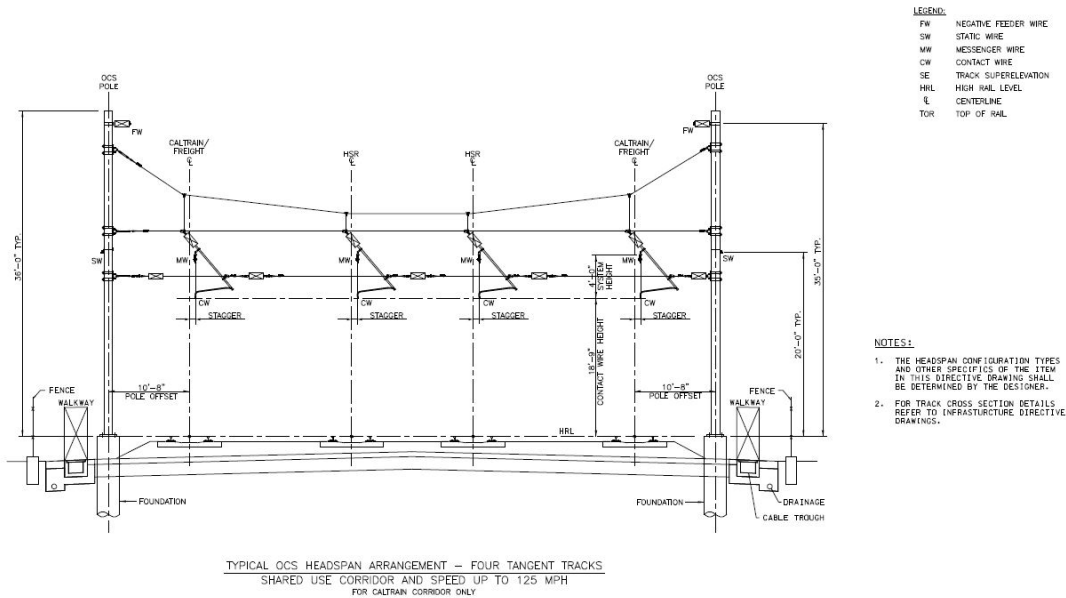 LEGEND:
FW NEGATIVE FEEDER WIRE
SW STATIC WIRE
MW MESSENGER WIRE
CW CONTACT WIRE
SE TRACK SUPERELEVATION
HRL HIGH RAIL LEVEL
℄ CENTERLINE
TOR TOP OF RAIL
OCS
POLE
OCS
POLE
FW
FW
CALTRAIN/
FREIGHT
℄
HSR
℄
HSR
℄
CALTRAIN/
FREIGHT
℄
36'-0" TYP.
35'-0" TYP.
SW
MW
MW
MW
MW
SW
4'-0"
SYSTEM
HEIGHT
CW
CW
CW
CW
STAGGER
STAGGER
STAGGER
STAGGER
20'-0" TYP.
18'-9"
CONTACT WIRE HEIGHT
10'-8"
POLE OFFSET
10'-8"
POLE OFFSET
FENCE
WALKWAY
FENCE
WALKWAY
HRL
FOUNDATION
FOUNDATION
DRAINAGE
CABLE TROUGH
NOTES:
1. THE HEADSPAN CONFIGURATION TYPES
AND OTHER SPECIFICS OF THE ITEM
IN THIS DIRECTIVE DRAWING SHALL
BE DETERMINED BY THE DESIGNER.
2. FOR TRACK CROSS SECTION DETAILS
REFER TO INFRASTURCTURE DIRECTIVE
DRAWINGS.
TYPICAL OCS HEADSPAN ARRANGEMENT – FOUR TANGENT TRACKS
SHARED USE CORRIDOR AND SPEED UP TO 125 MPH
FOR CALTRAIN CORRIDOR ONLY